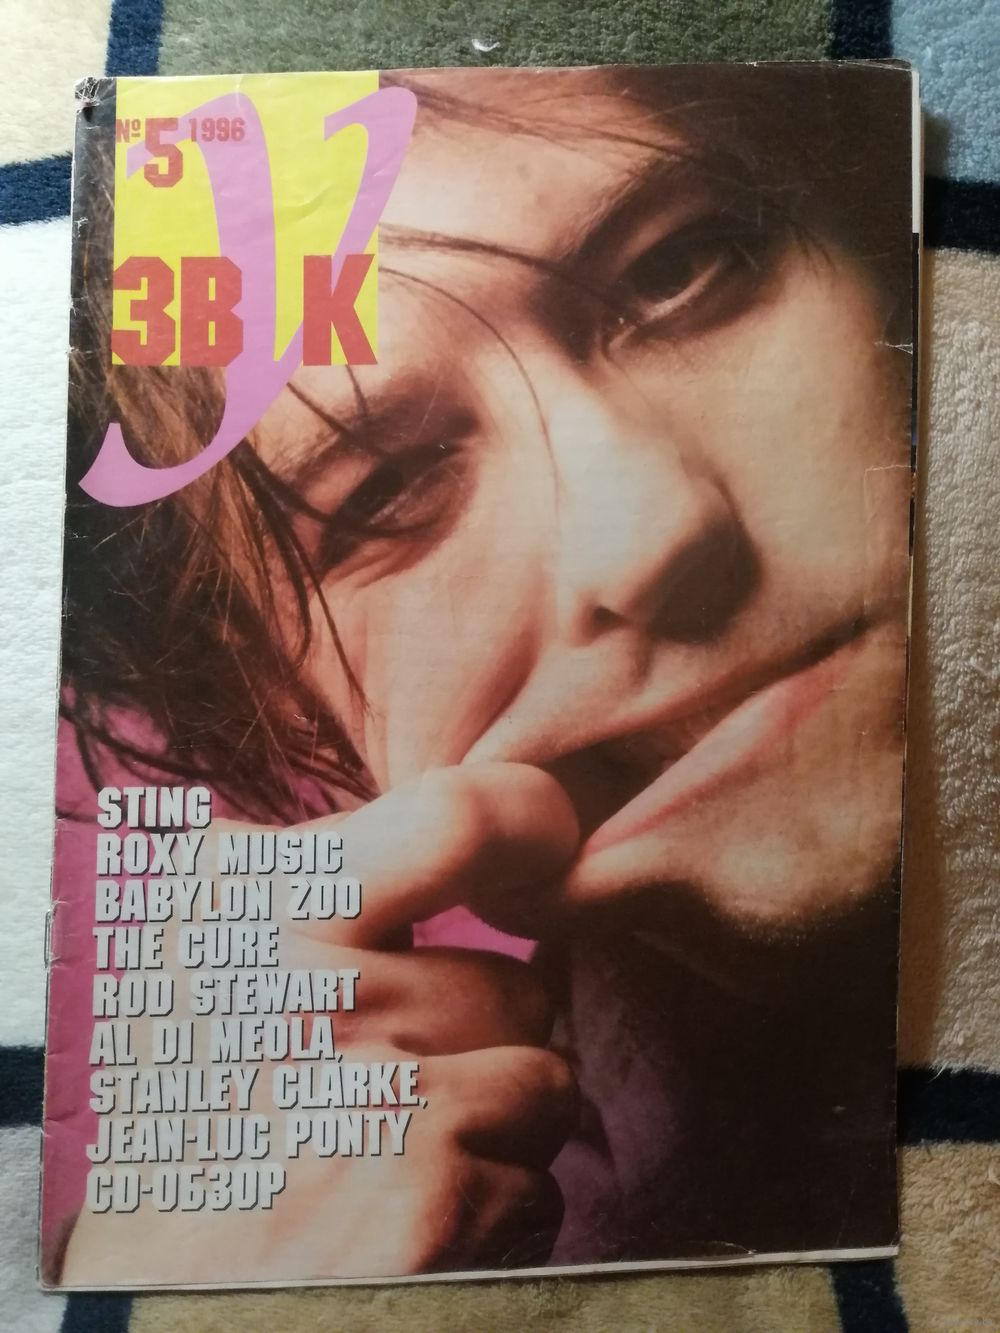 №5 1996
ЗВУК
STING
ROXY MUSIC
BABYLON ZOO
THE CURE
ROD STEWART
AL DI MEOLA,
STANLEY CLARKE,
JEAN-LUC PONTY
CD-ОБЗОР